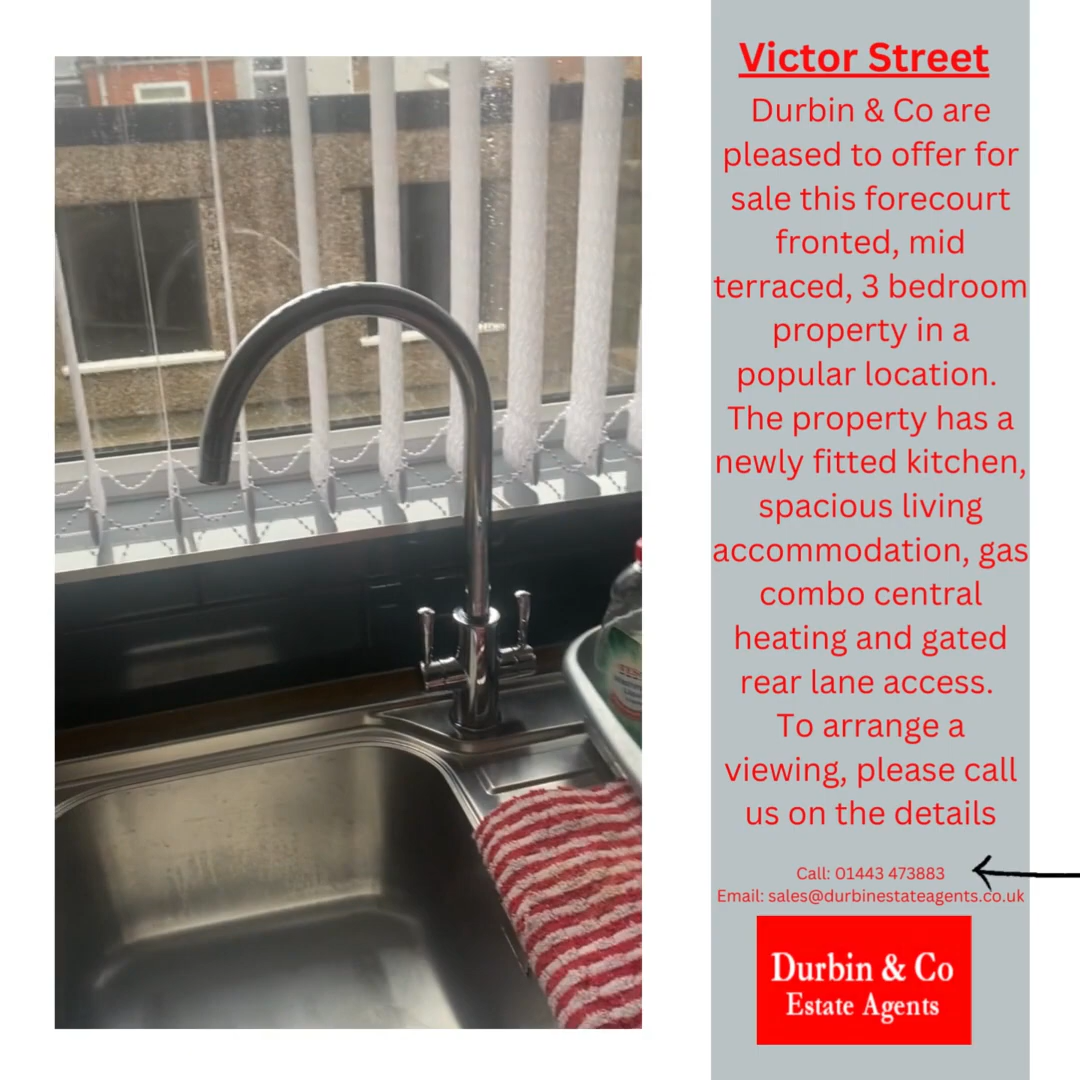 Victor Street
Durbin & Co are
pleased to offer for
sale this forecourt
fronted, mid
terraced, 3 bedroom
property in a
popular location.
The property has a
newly fitted kitchen,
spacious living
accommodation, gas
combo central
heating and gated
rear lane access.
To arrange a
viewing, please call
us on the details
Call: 01443 473883
Email: sales@durbinestateagents.co.uk
Durbin & Co
Estate Agents